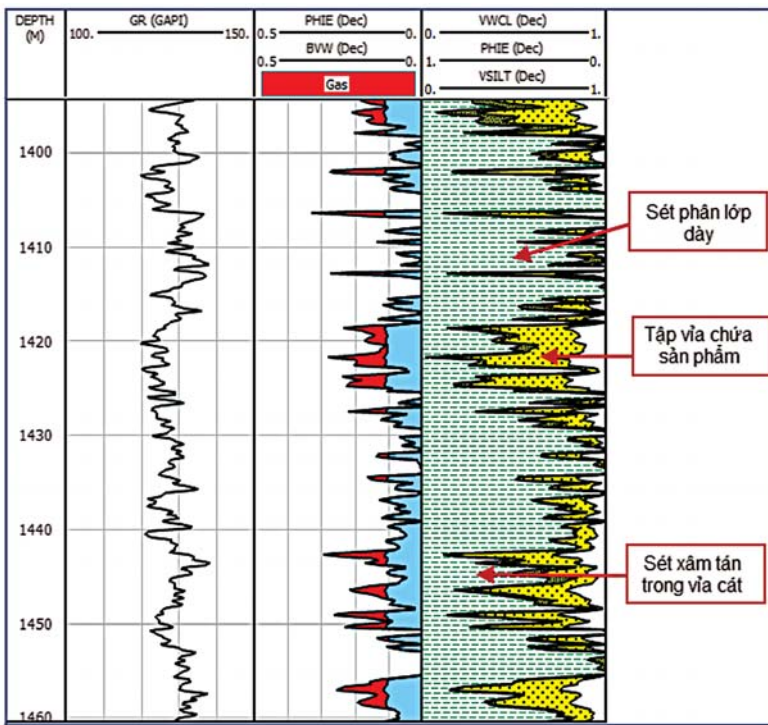 DEPTH
(M)
GR (GAPI)
100. 150.
PHIE (Dec)
0.5 0.
BVW (Dec)
0.5 0.
Gas
VWCL (Dec)
0. 1.
PHIE (Dec)
1. 0.
VSILT (Dec)
0. 1.
1400
1410
1420
1430
1440
1450
1460
Sét phân lớp
dày
Tập vỉa chứa
sản phẩm
Sét xâm tán
trong vỉa cát